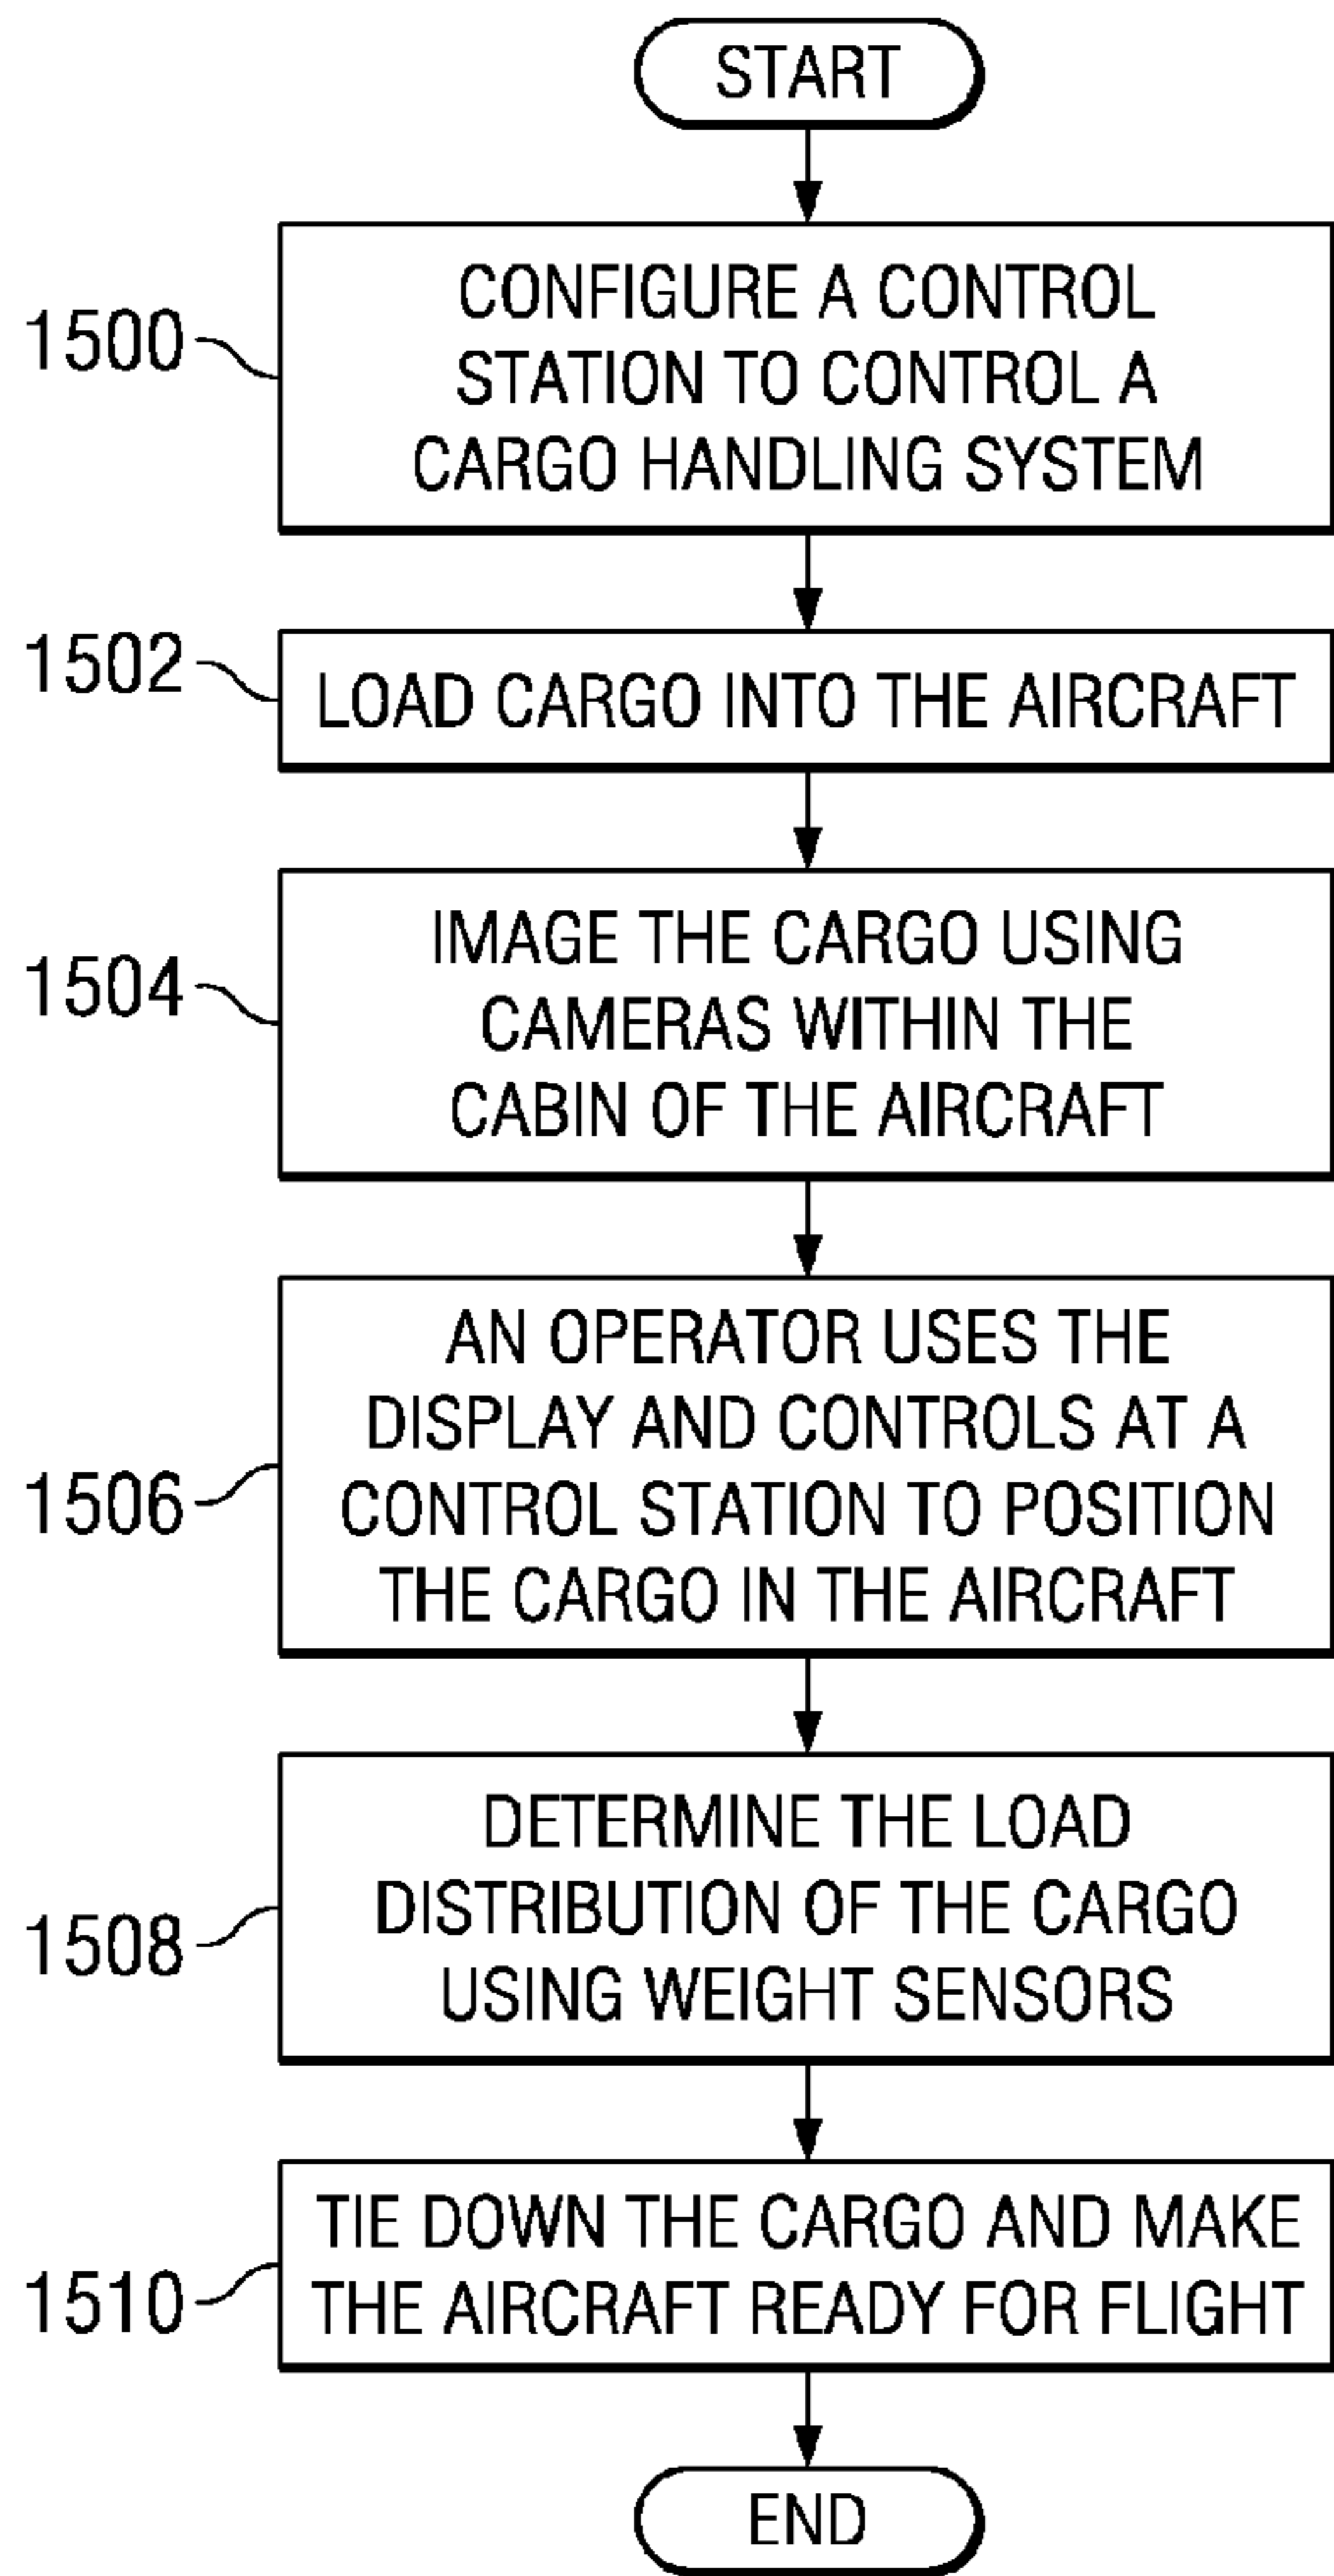 START
1500
CONFIGURE A CONTROL
STATION TO CONTROL A
CARGO HANDLING SYSTEM
1502
LOAD CARGO INTO THE AIRCRAFT
1504
IMAGE THE CARGO USING
CAMERAS WITHIN THE
CABIN OF THE AIRCRAFT
1506
AN OPERATOR USES THE
DISPLAY AND CONTROLS AT A
CONTROL STATION TO POSITION
THE CARGO IN THE AIRCRAFT
1508
DETERMINE THE LOAD
DISTRIBUTION OF THE CARGO
USING WEIGHT SENSORS
1510
TIE DOWN THE CARGO AND MAKE
THE AIRCRAFT READY FOR FLIGHT
END